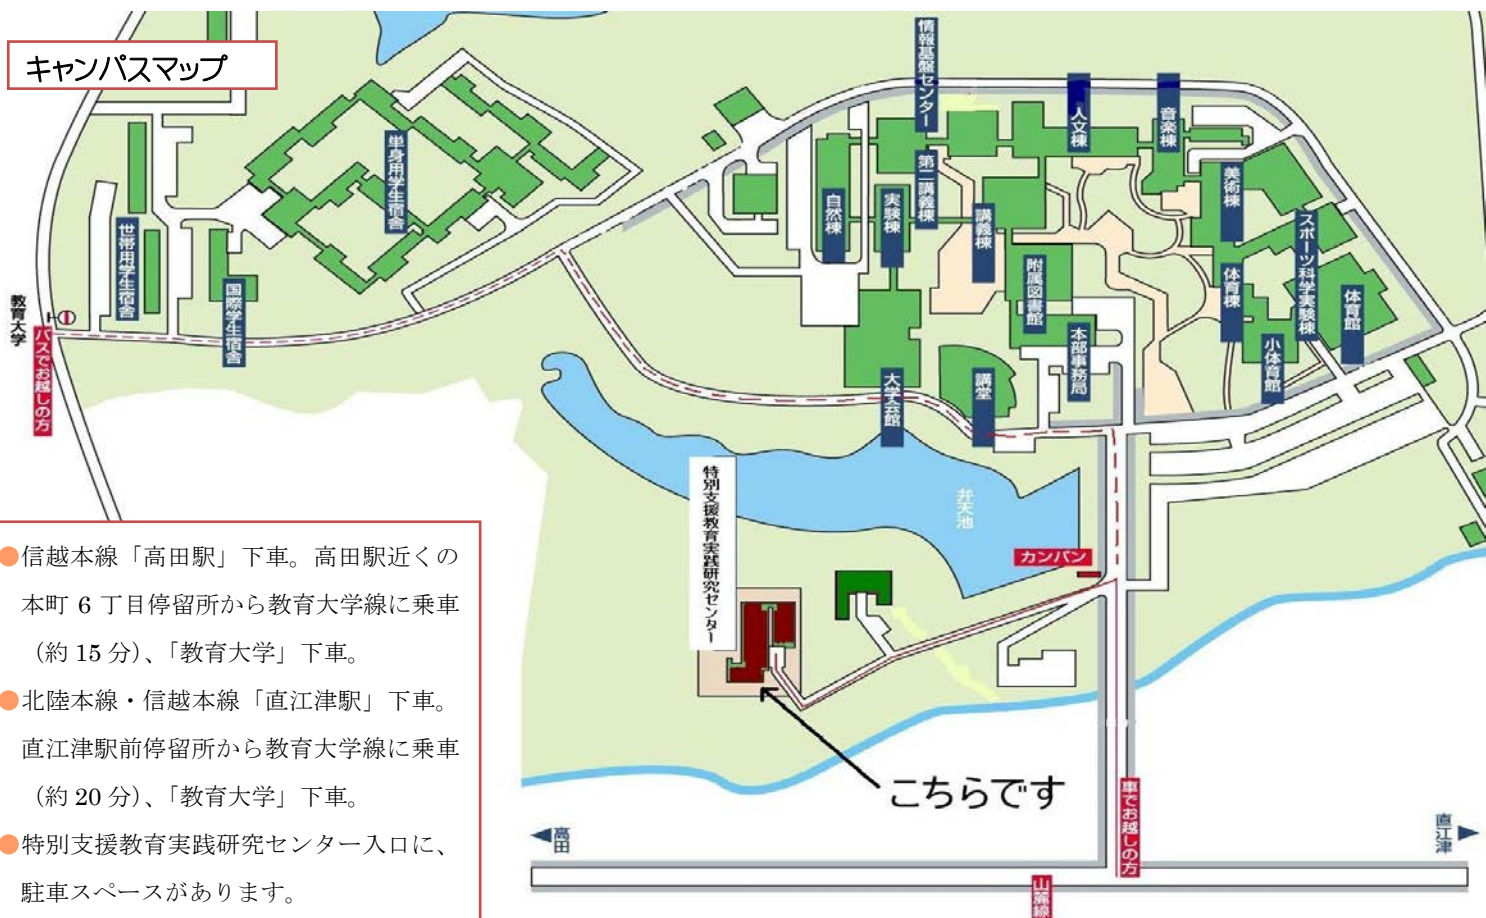 キャンパスマップ
情報基盤センター
人文棟
音楽棟
単身用学生宿舎
第二講義棟
美術棟
自然棟
実験棟
講義棟
スポーツ科学実験棟
世帯用学生宿舎
附属図書館
体育棟
国際学生宿舎
体育館
教育大学
バスでお越しの方
本部事務局
小体育館
大学会館
講堂
特別支援教育実践研究センター
弁天池
カンバン
●信越本線「高田駅」下車。高田駅近くの
本町 6 丁目停留所から教育大学線に乗車
（約 15 分）、「教育大学」下車。
●北陸本線・信越本線「直江津駅」下車。
直江津駅前停留所から教育大学線に乗車
（約 20 分）、「教育大学」下車。
●特別支援教育実践研究センター入口に、
駐車スペースがあります。
こちらです
車でお越しの方
高田
直江津
山麓線